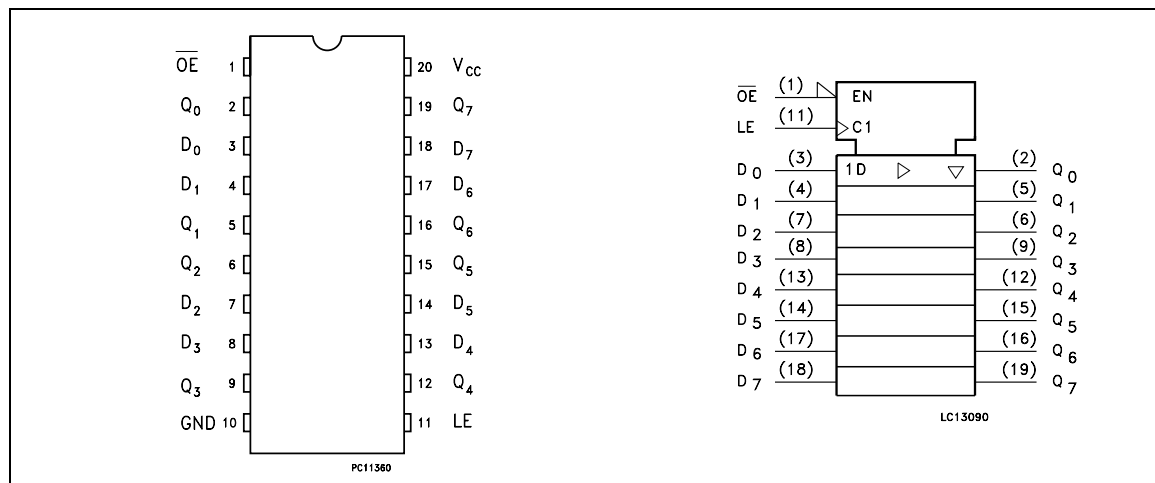 O̅E̅ 1 20 VCC
Q0 2 19 Q7
D0 3 18 D7
D1 4 17 D6
Q1 5 16 Q6
Q2 6 15 Q5
D2 7 14 D5
D3 8 13 D4
Q3 9 12 Q4
GND 10 11 LE
PC11360
O̅E̅ (1) EN
LE (11) C1
D0 (3) 1D (2) Q0
D1 (4) (5) Q1
D2 (7) (6) Q2
D3 (8) (9) Q3
D4 (13) (12) Q4
D5 (14) (15) Q5
D6 (17) (16) Q6
D7 (18) (19) Q7
LC13090